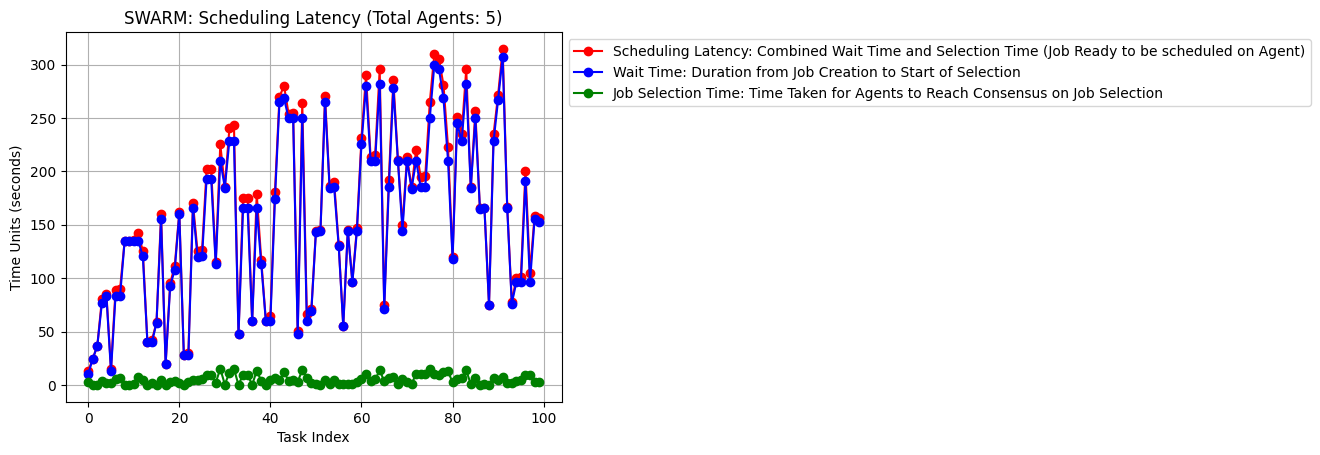 SWARM: Scheduling Latency (Total Agents: 5)
Scheduling Latency: Combined Wait Time and Selection Time (Job Ready to be scheduled on Agent)
Wait Time: Duration from Job Creation to Start of Selection
Job Selection Time: Time Taken for Agents to Reach Consensus on Job Selection
Time Units (seconds)
300
250
200
150
100
50
0
0 20 40 60 80 100
Task Index